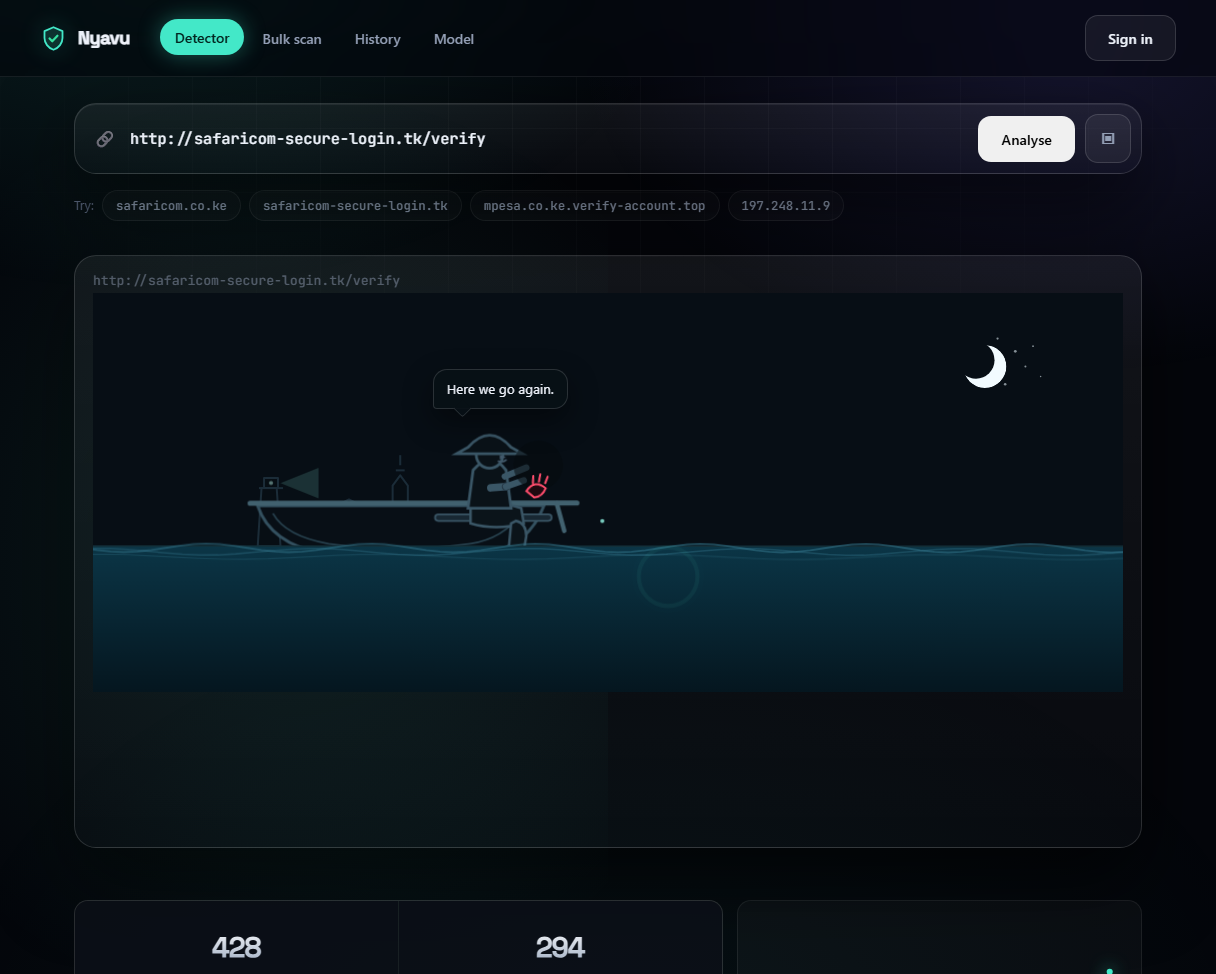 Nyavu
Detector
Bulk scan
History
Model
Sign in
http://safaricom-secure-login.tk/verify
Analyse
Try:
safaricom.co.ke
safaricom-secure-login.tk
mpesa.co.ke.verify-account.top
197.248.11.9
http://safaricom-secure-login.tk/verify
Here we go again.
428
294